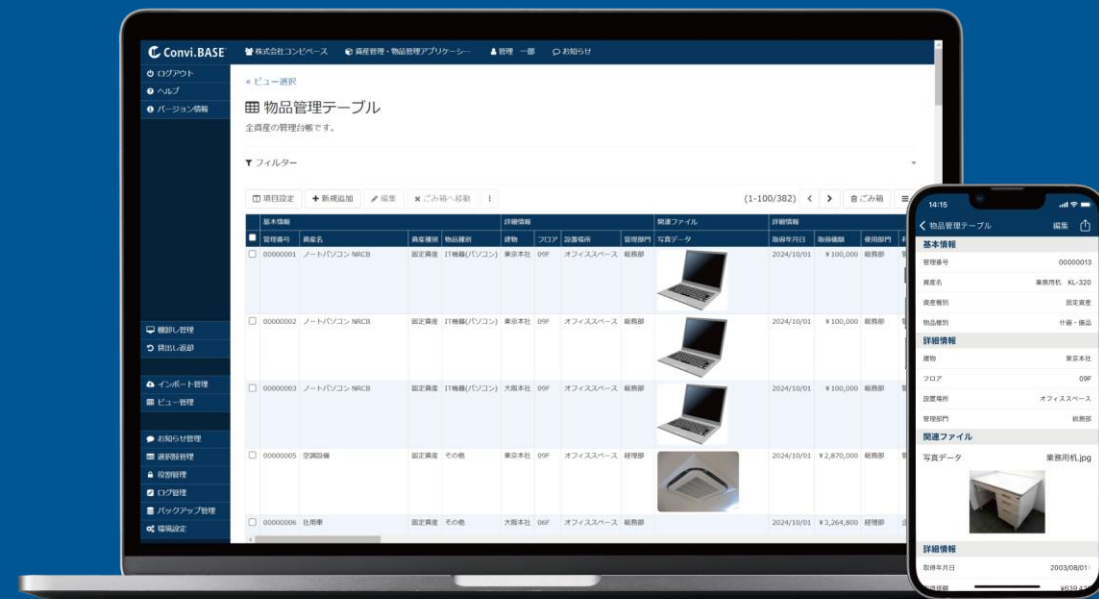 Convi.BASE
株式会社コンビベース 資産管理・物品管理アプリケーシ… 管理 一郎 お知らせ
ログアウト
ヘルプ
バージョン情報
棚卸し管理
貸出し返却
インポート管理
ビュー管理
お知らせ管理
選択肢管理
役割管理
ログ管理
バックアップ管理
環境設定
« ビュー選択
物品管理テーブル
全資産の管理台帳です。
フィルター
項目設定 新規追加 編集 ごみ箱へ移動 (1-100/382) ごみ箱
基本情報 詳細情報 関連ファイル 詳細情報
管理番号 資産名 資産種別 物品種別 建物 フロア 設置場所 管理部門 写真データ 取得年月日 取得価額 使用部門
00000001 ノートパソコン NRCB 固定資産 IT機器(パソコン) 東京本社 09F オフィススペース 総務部 2024/10/01 ¥100,000 総務部
00000002 ノートパソコン NRCB 固定資産 IT機器(パソコン) 東京本社 09F オフィススペース 総務部 2024/10/01 ¥100,000 総務部
00000003 ノートパソコン NRCB 固定資産 IT機器(パソコン) 大阪本社 09F オフィススペース 総務部 2024/10/01 ¥100,000 総務部
00000005 空調設備 固定資産 その他 東京本社 09F オフィススペース 経理部 2024/10/01 ¥2,870,000 総務部
00000006 社用車 固定資産 その他 大阪本社 06F オフィススペース 総務部 2024/10/01 ¥3,264,800 経理部
14:15
物品管理テーブル 編集
基本情報
管理番号 00000013
資産名 業務用机 KL-320
資産種別 固定資産
物品種別 什器・備品
詳細情報
建物 東京本社
フロア 09F
設置場所 オフィススペース
管理部門 総務部
関連ファイル
写真データ 業務用机.jpg
詳細情報
取得年月日 2003/08/01